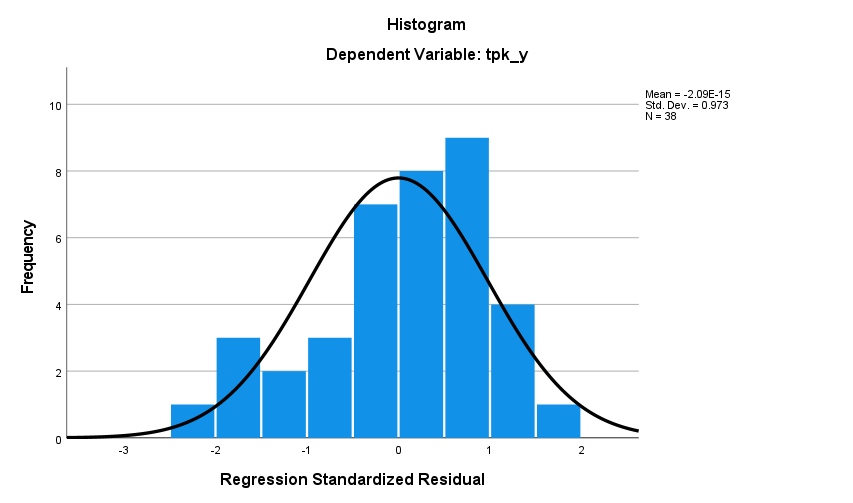 Histogram
Dependent Variable: tpk_y
Mean = -2.09E-15
Std. Dev. = 0.973
N = 38
10
8
6
4
2
0
Frequency
-3 -2 -1 0 1 2
Regression Standardized Residual